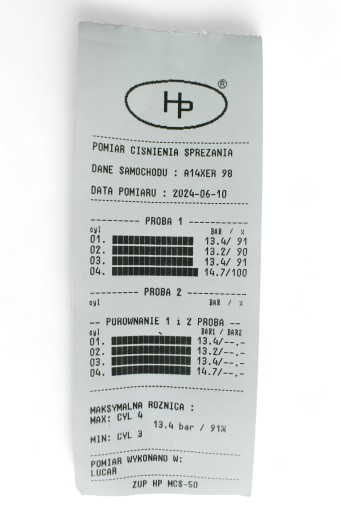 Hp ®
POMIAR CISNIENIA SPREZANIA
DANE SAMOCHODU : A14XER 98
DATA POMIARU : 2024-06-10
-------- PROBA 1 --------
cyl BAR / %
01. 13.4/ 91
02. 13.2/ 90
03. 13.4/ 91
04. 14.7/100
-------- PROBA 2 --------
cyl BAR / %
-- POROWNANIE 1 i 2 PROBA --
cyl BAR1 / BAR2
01. 13.4/--.-
02. 13.2/--.-
03. 13.4/--.-
04. 14.7/--.-
MAKSYMALNA ROZNICA :
MAX: CYL 4
13.4 bar / 91%
MIN: CYL 3
POMIAR WYKONANO W:
LUCAR
ZUP HP MCS-50